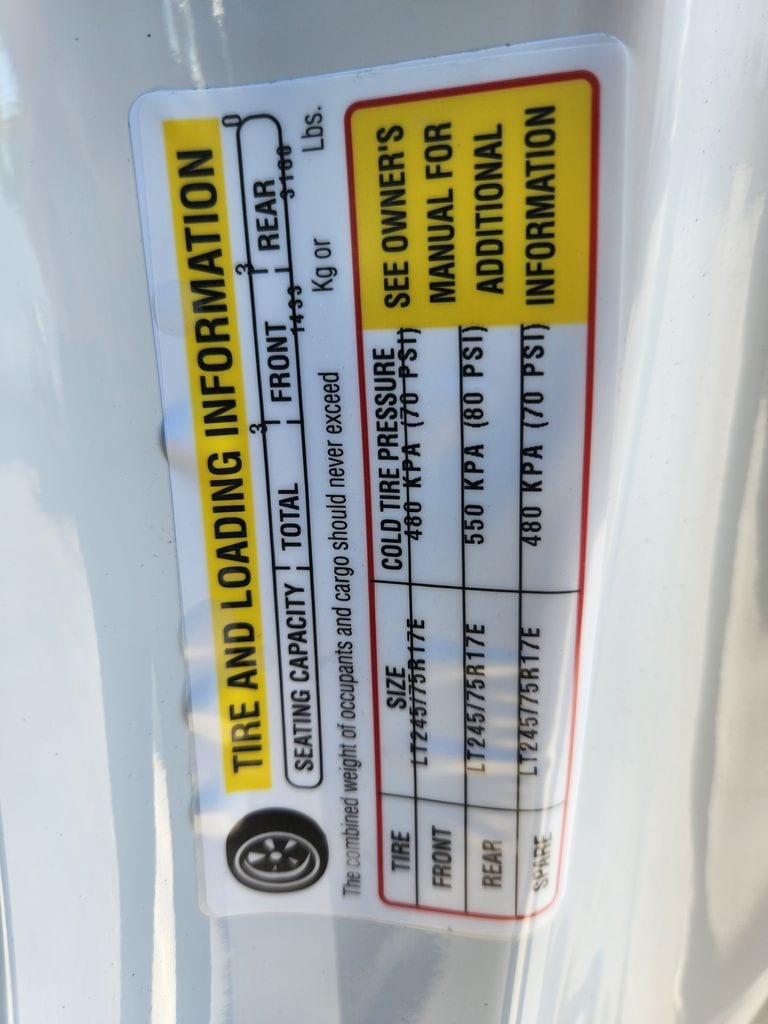 TIRE AND LOADING INFORMATION
3 3 0
SEATING CAPACITY TOTAL FRONT REAR
1433 3160
The combined weight of occupants and cargo should never exceed Kg or Lbs.
TIRE SIZE COLD TIRE PRESSURE
FRONT LT245/75R17E 480 KPA (70 PSI)
REAR LT245/75R17E 550 KPA (80 PSI)
SPARE LT245/75R17E 480 KPA (70 PSI)
SEE OWNER'S
MANUAL FOR
ADDITIONAL
INFORMATION